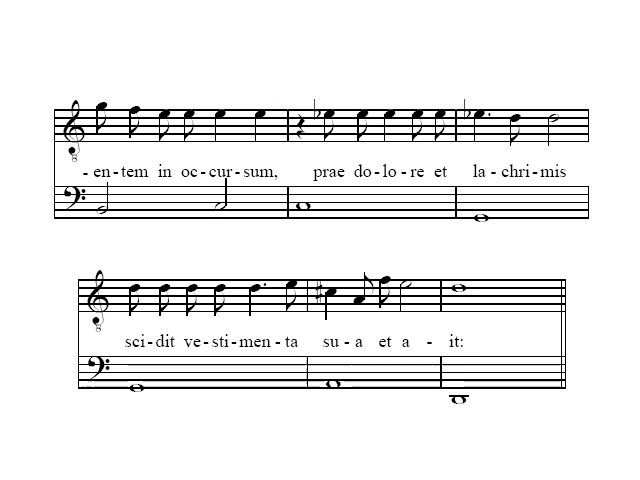 - en - tem in oc - cur - sum, prae do - lo - re et la - chri - mis
sci - dit ve - sti - men - ta su - a et a - it: